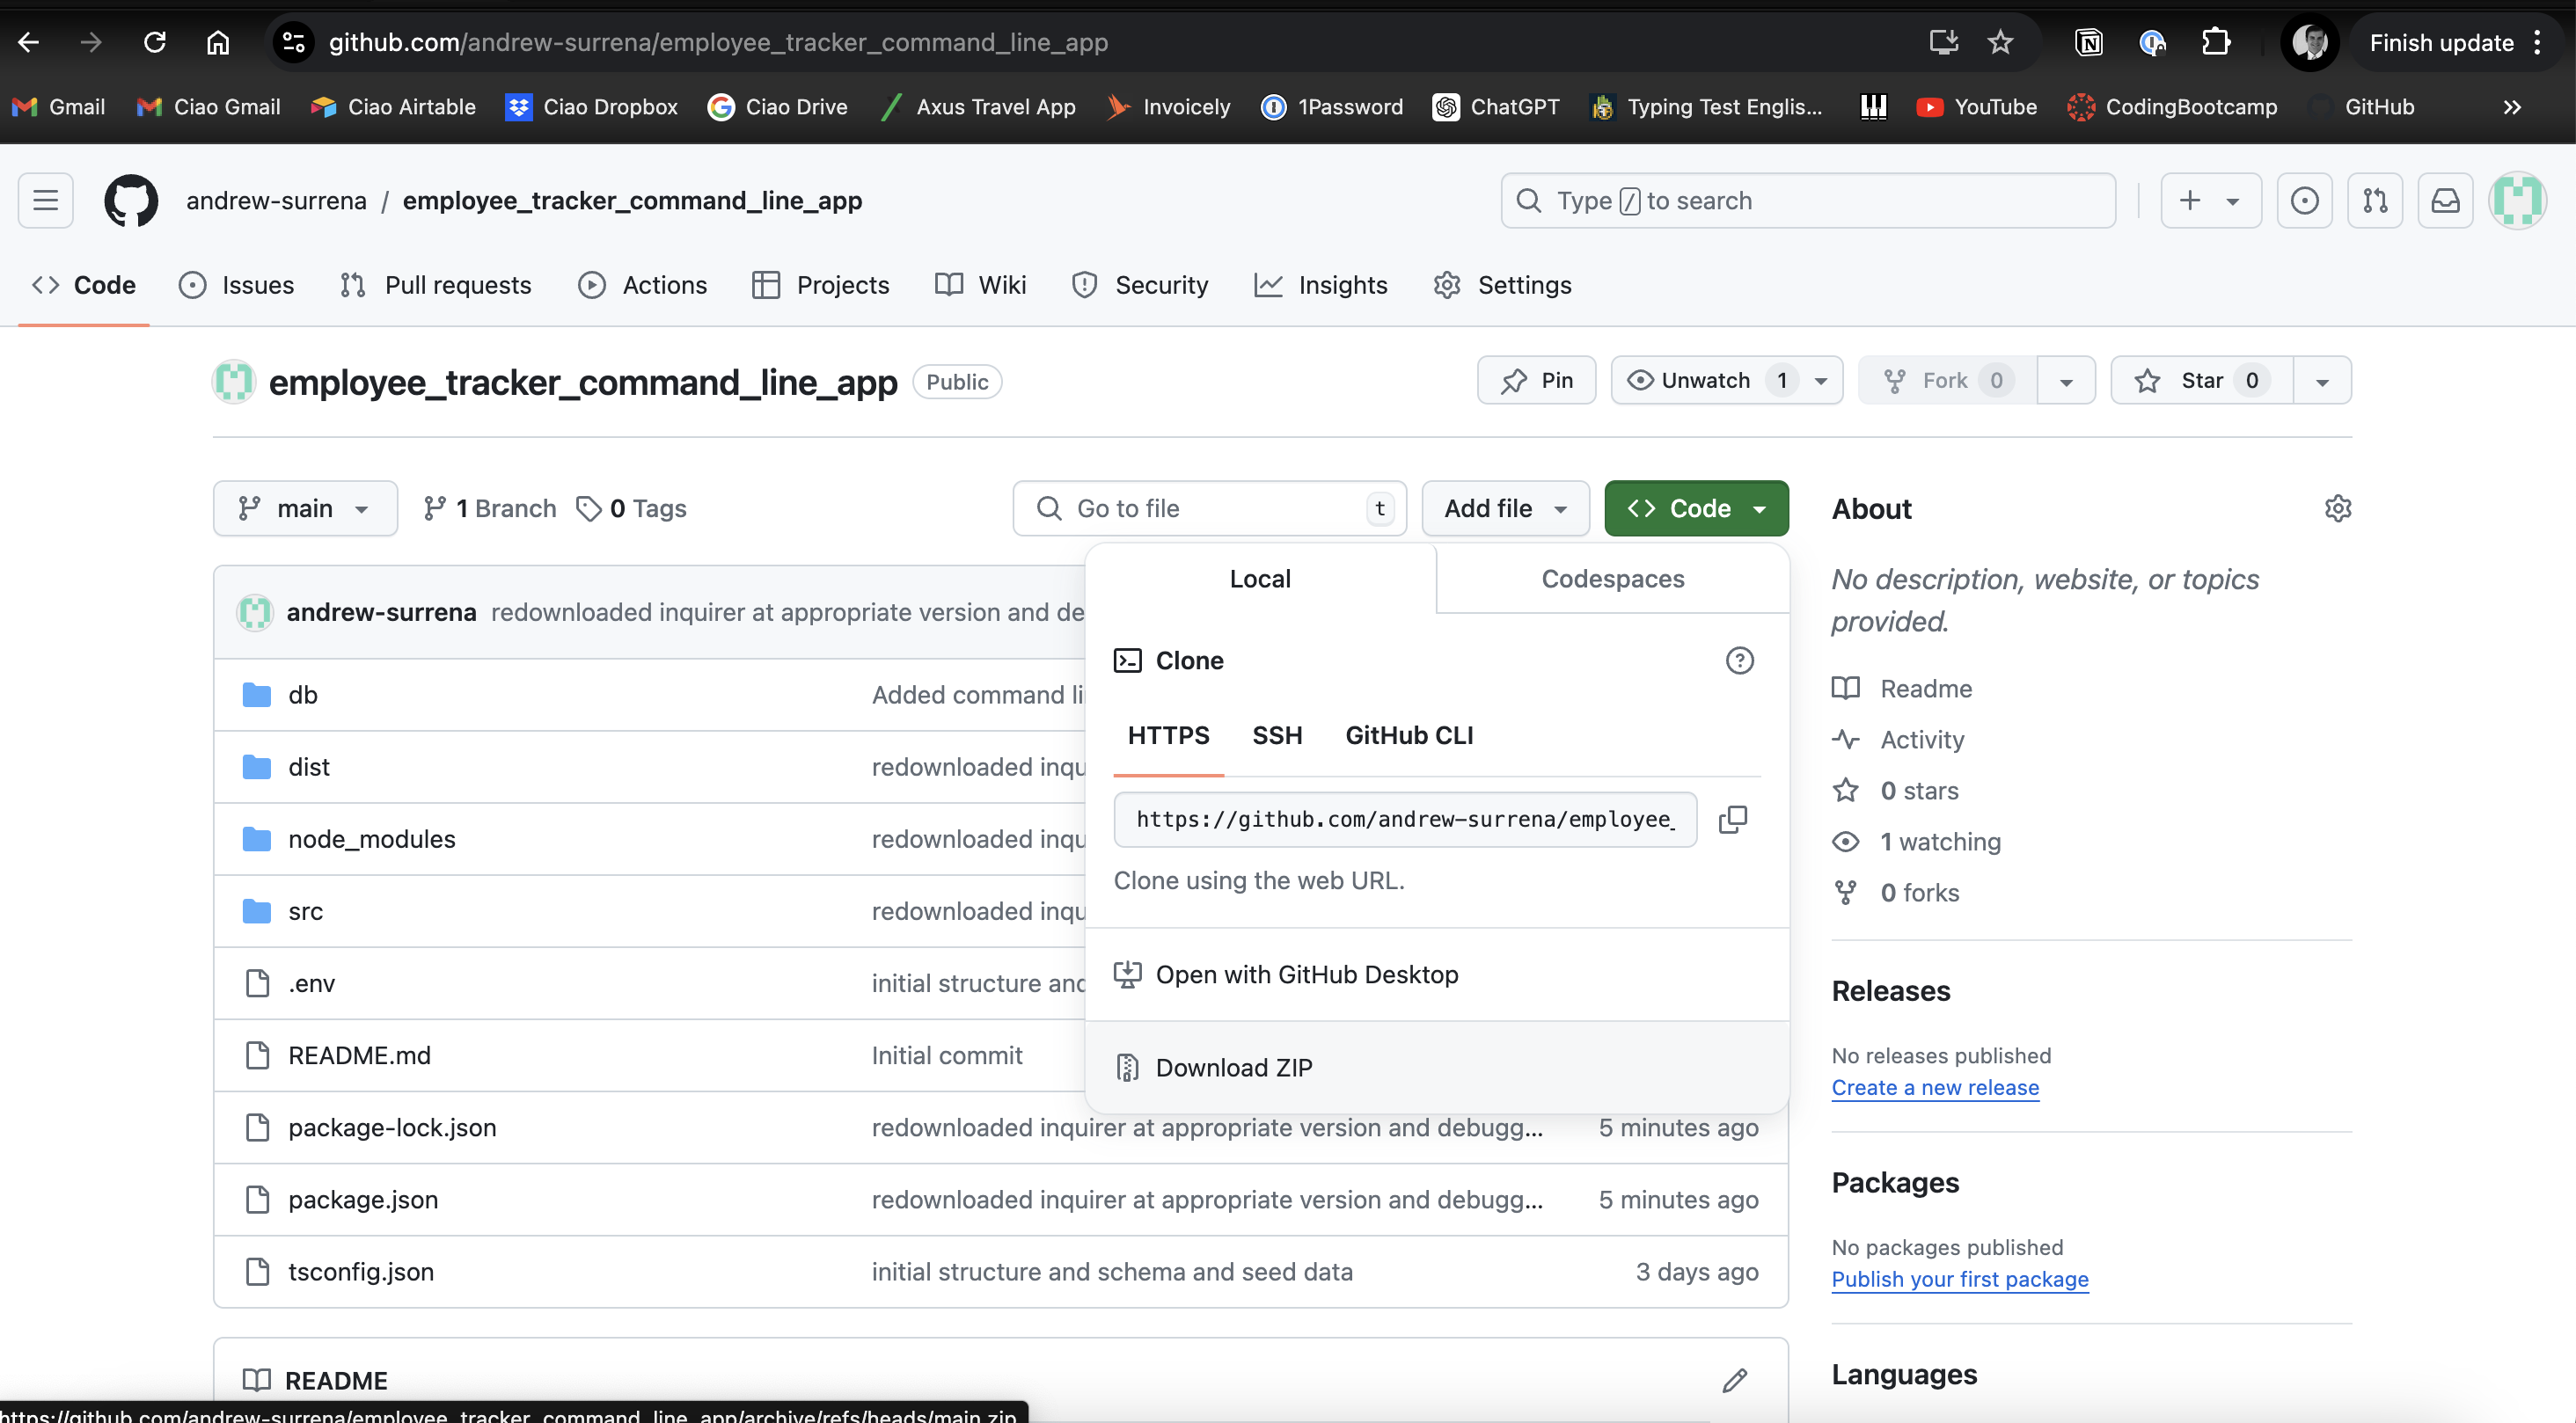 github.com/andrew-surrena/employee_tracker_command_line_app
Finish update
Gmail
Ciao Gmail
Ciao Airtable
Ciao Dropbox
Ciao Drive
Axus Travel App
Invoicely
1Password
ChatGPT
Typing Test Englis...
YouTube
CodingBootcamp
GitHub
andrew-surrena / employee_tracker_command_line_app
Type / to search
Code
Issues
Pull requests
Actions
Projects
Wiki
Security
Insights
Settings
employee_tracker_command_line_app
Public
Pin
Unwatch 1
Fork 0
Star 0
main
1 Branch
0 Tags
Go to file t
Add file
Code
About
Local
Codespaces
No description, website, or topics
provided.
andrew-surrena redownloaded inquirer at appropriate version and de
Clone
HTTPS
SSH
GitHub CLI
https://github.com/andrew-surrena/employee_
Clone using the web URL.
Open with GitHub Desktop
Download ZIP
db Added command li
dist redownloaded inqu
node_modules redownloaded inqu
src redownloaded inqu
.env initial structure and
README.md Initial commit
package-lock.json redownloaded inquirer at appropriate version and debugg... 5 minutes ago
package.json redownloaded inquirer at appropriate version and debugg... 5 minutes ago
tsconfig.json initial structure and schema and seed data 3 days ago
README
Readme
Activity
0 stars
1 watching
0 forks
Releases
No releases published
Create a new release
Packages
No packages published
Publish your first package
Languages
https://github.com/andrew-surrena/employee_tracker_command_line_app/archive/refs/heads/main.zip